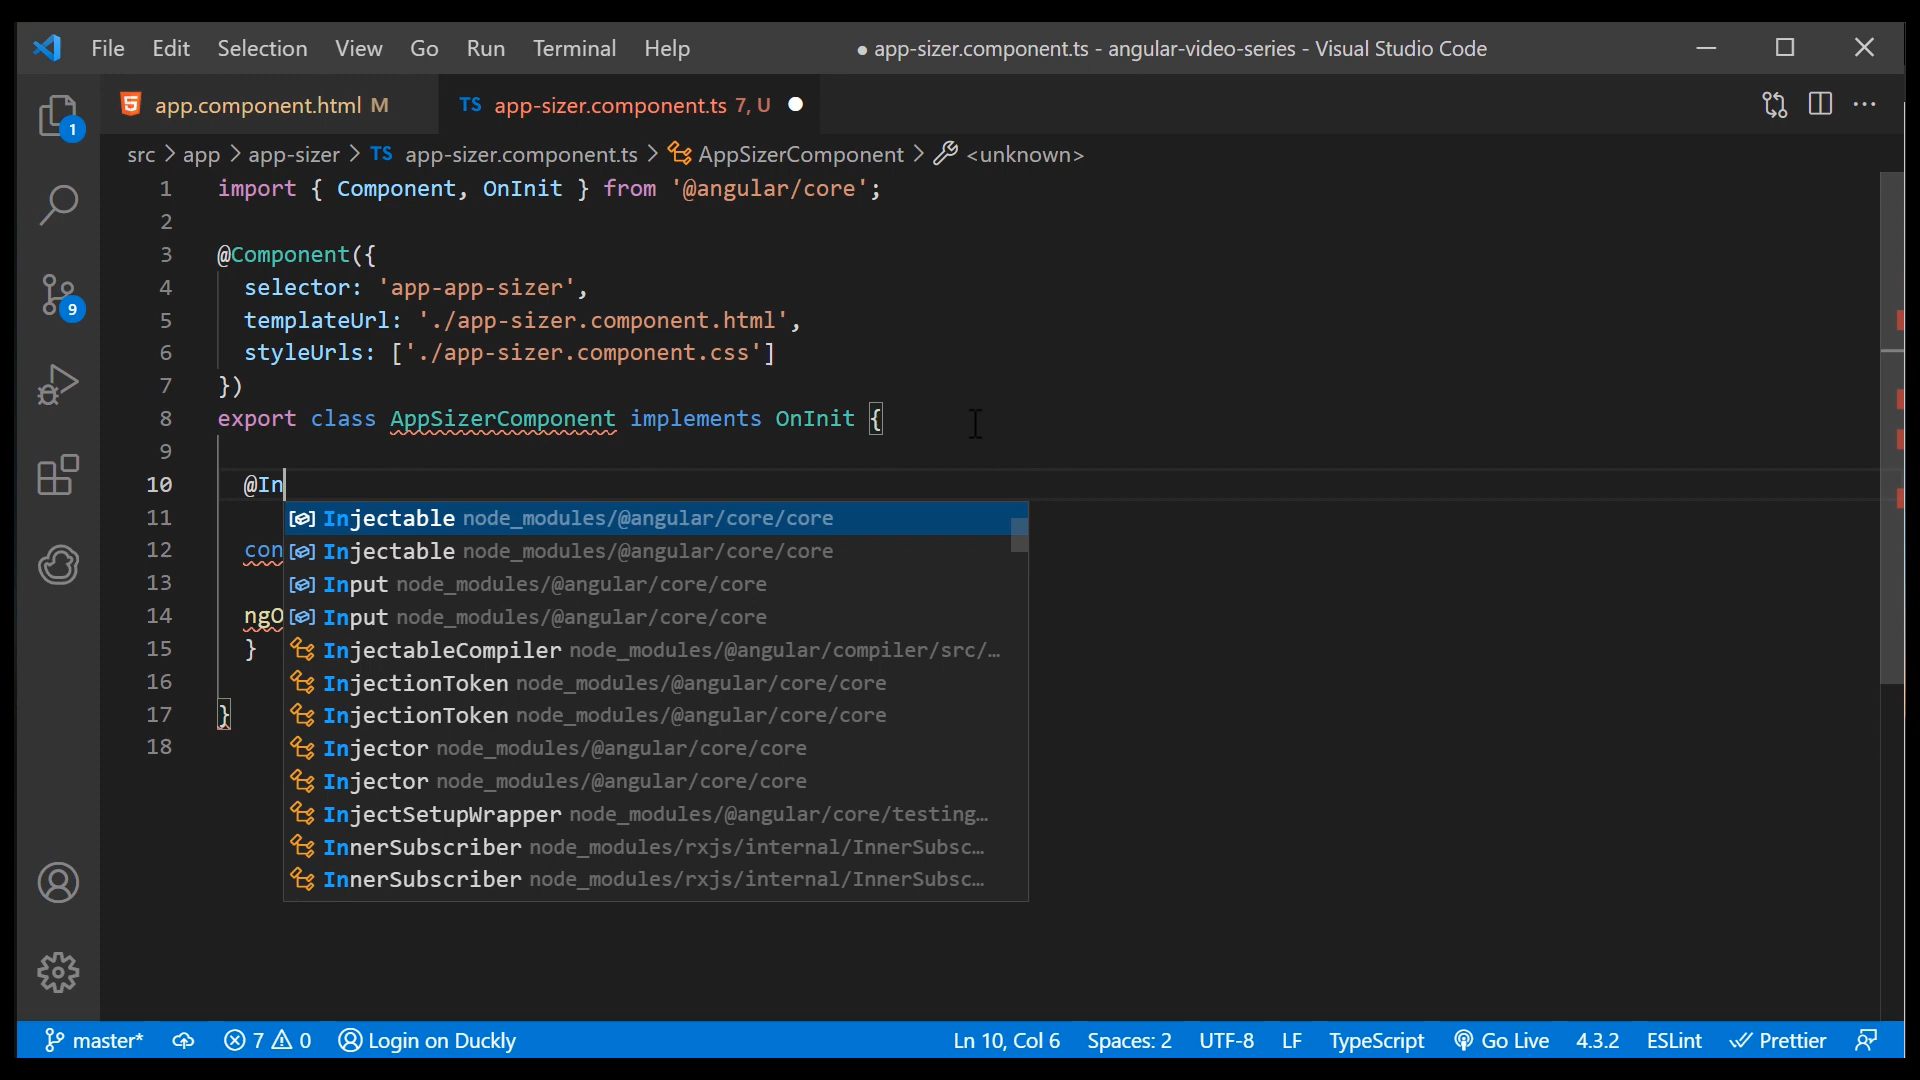 File Edit Selection View Go Run Terminal Help
● app-sizer.component.ts - angular-video-series - Visual Studio Code
app.component.html M
TS app-sizer.component.ts 7, U ●
src > app > app-sizer > TS app-sizer.component.ts > AppSizerComponent > <unknown>
1
9
1 import { Component, OnInit } from '@angular/core';
2
3 @Component({
4 selector: 'app-app-sizer',
5 templateUrl: './app-sizer.component.html',
6 styleUrls: ['./app-sizer.component.css']
7 })
8 export class AppSizerComponent implements OnInit {
9
10 @In
11
12 con
13
14 ngO
15 }
16
17 }
18
Injectable node_modules/@angular/core/core
Injectable node_modules/@angular/core/core
Input node_modules/@angular/core/core
Input node_modules/@angular/core/core
InjectableCompiler node_modules/@angular/compiler/src/…
InjectionToken node_modules/@angular/core/core
InjectionToken node_modules/@angular/core/core
Injector node_modules/@angular/core/core
Injector node_modules/@angular/core/core
InjectSetupWrapper node_modules/@angular/core/testing…
InnerSubscriber node_modules/rxjs/internal/InnerSubsc…
InnerSubscriber node_modules/rxjs/internal/InnerSubsc…
master* 7 0 Login on Duckly Ln 10, Col 6 Spaces: 2 UTF-8 LF TypeScript Go Live 4.3.2 ESLint Prettier